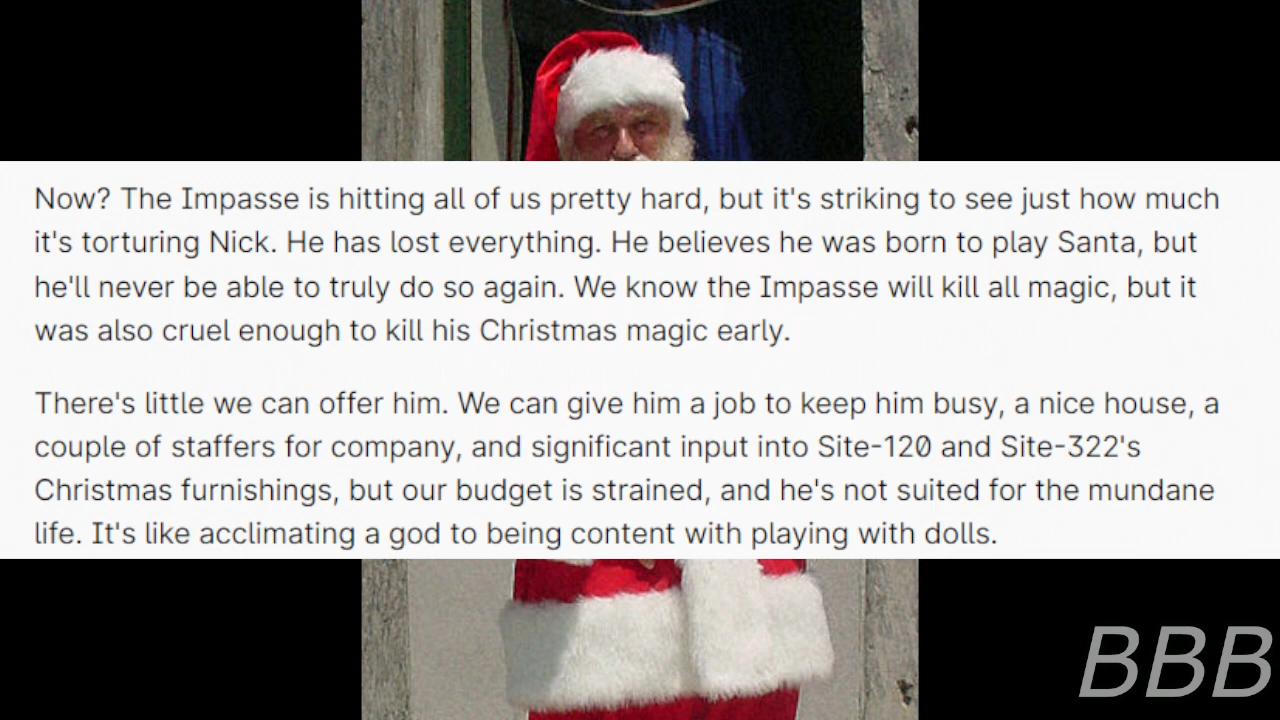 Now? The Impasse is hitting all of us pretty hard, but it's striking to see just how much
it's torturing Nick. He has lost everything. He believes he was born to play Santa, but
he'll never be able to truly do so again. We know the Impasse will kill all magic, but it
was also cruel enough to kill his Christmas magic early.
There's little we can offer him. We can give him a job to keep him busy, a nice house, a
couple of staffers for company, and significant input into Site-120 and Site-322's
Christmas furnishings, but our budget is strained, and he's not suited for the mundane
life. It's like acclimating a god to being content with playing with dolls.
BBB